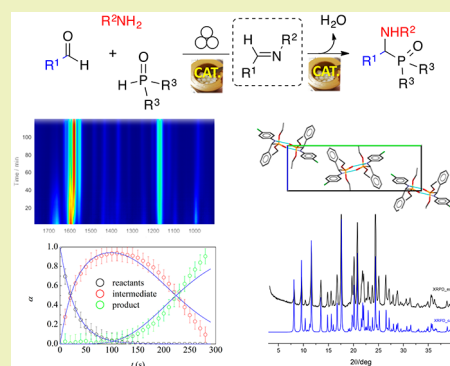 R²NH₂
H₂O
O
R¹ H
+
O
H P R³
R³
CAT.
H R²
N
R¹
CAT.
NHR²
O
R¹ P R³
R³
Time / min
100
80
60
40
20
1700 1600 1500 1400 1300 1200 1100 1000
α
1.0
0.8
0.6
0.4
0.2
0.0
reactants
intermediate
product
0 50 100 150 200 250 300
t (s)
XRPD_
XRPD_
5 10 15 20 25 30 35
2θ/deg